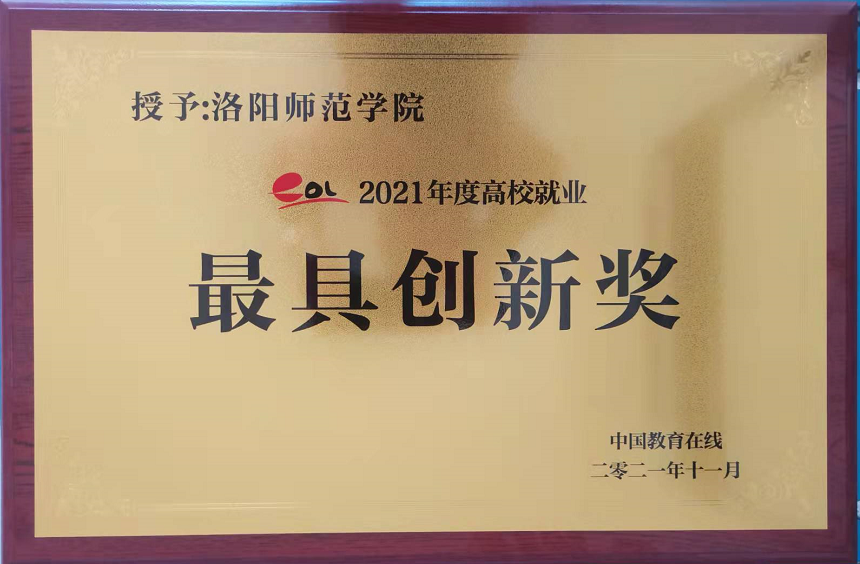 授予:洛阳师范学院
eOL 2021年度高校就业
最具创新奖
中国教育在线
二零二一年十一月